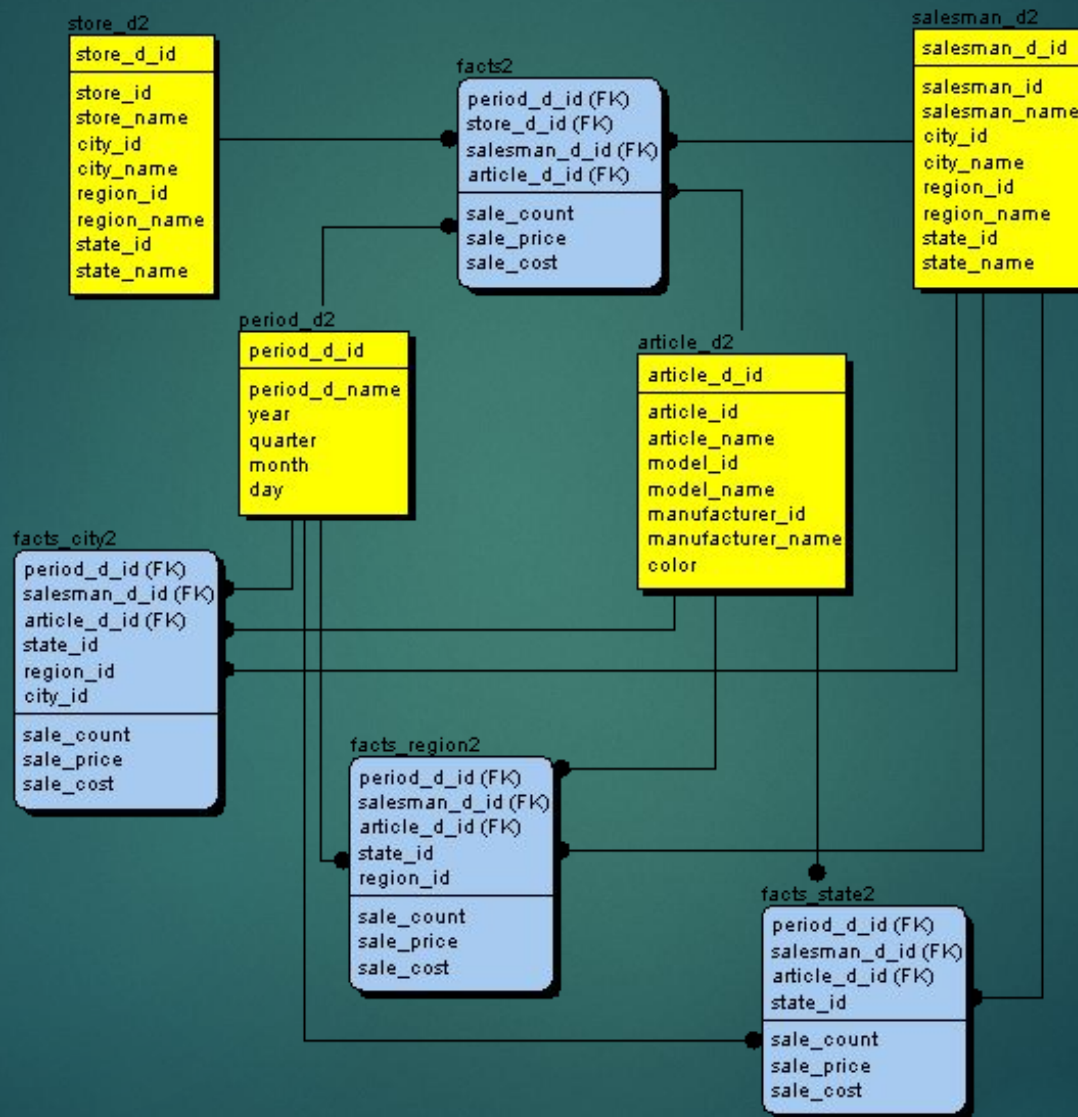 store_d2
store_d_id
store_id
store_name
city_id
city_name
region_id
region_name
state_id
state_name
facts2
period_d_id (FK)
store_d_id (FK)
salesman_d_id (FK)
article_d_id (FK)
sale_count
sale_price
sale_cost
salesman_d2
salesman_d_id
salesman_id
salesman_name
city_id
city_name
region_id
region_name
state_id
state_name
period_d2
period_d_id
period_d_name
year
quarter
month
day
article_d2
article_d_id
article_id
article_name
model_id
model_name
manufacturer_id
manufacturer_name
color
facts_city2
period_d_id (FK)
salesman_d_id (FK)
article_d_id (FK)
state_id
region_id
city_id
sale_count
sale_price
sale_cost
facts_region2
period_d_id (FK)
salesman_d_id (FK)
article_d_id (FK)
state_id
region_id
sale_count
sale_price
sale_cost
facts_state2
period_d_id (FK)
salesman_d_id (FK)
article_d_id (FK)
state_id
sale_count
sale_price
sale_cost